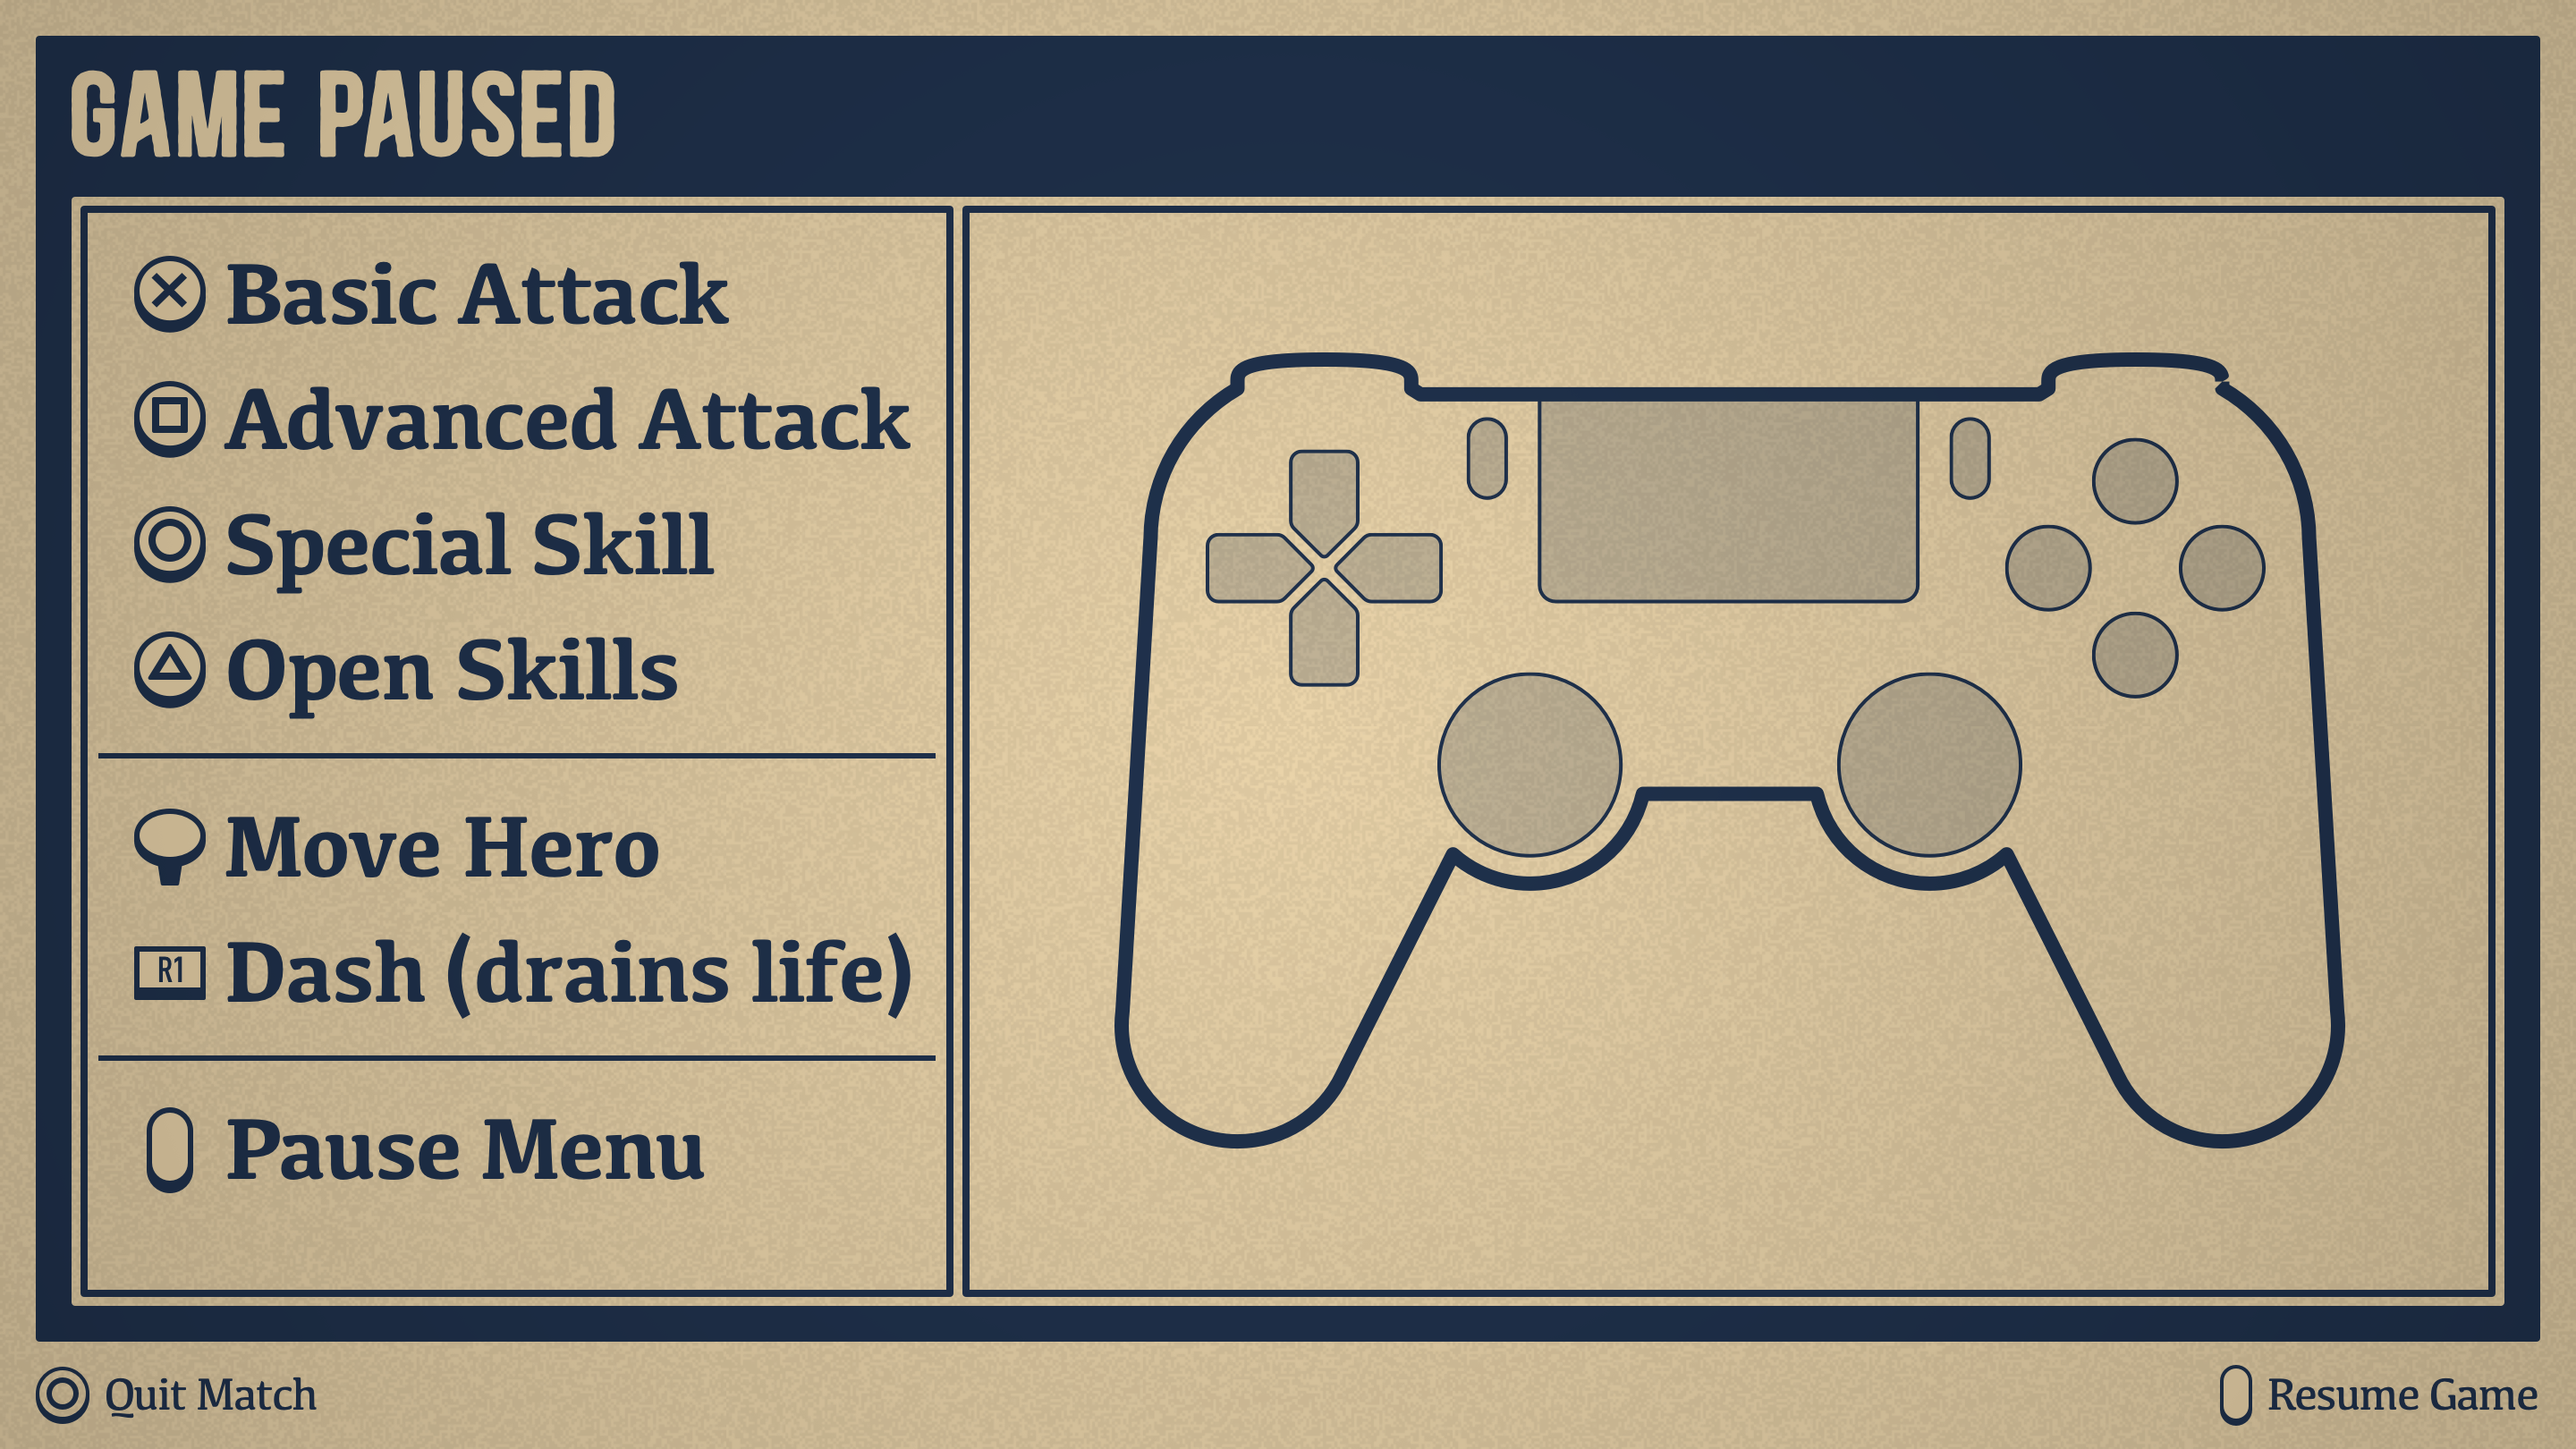 GAME PAUSED
Basic Attack
Advanced Attack
Special Skill
Open Skills
Move Hero
R1 Dash (drains life)
Pause Menu
Quit Match
Resume Game